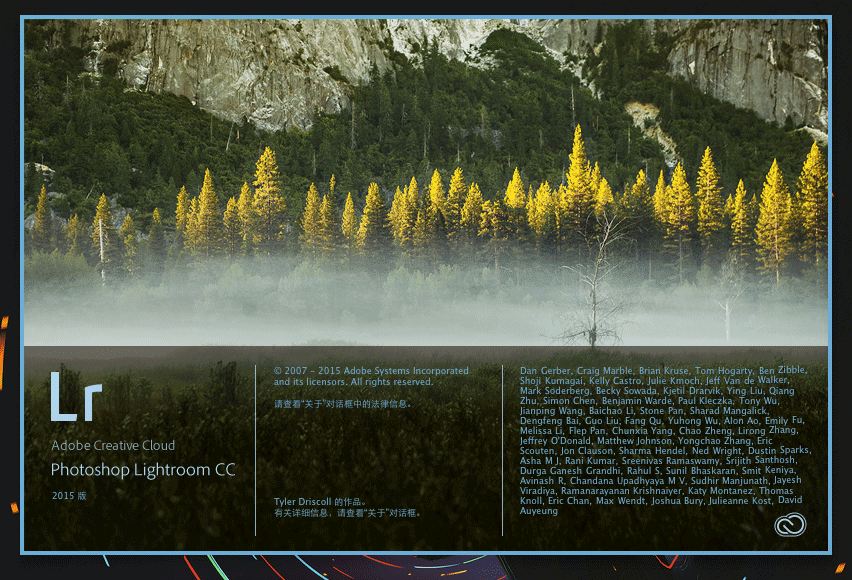 Lr
Adobe Creative Cloud
Photoshop Lightroom CC
2015 版
© 2007 - 2015 Adobe Systems Incorporated
and its licensors. All rights reserved.
请查看“关于”对话框中的法律信息。
Tyler Driscoll 的作品。
有关详细信息，请查看“关于”对话框。
Dan Gerber, Craig Marble, Brian Kruse, Tom Hogarty, Ben Zibble,
Shoji Kumagai, Kelly Castro, Julie Kmoch, Jeff Van de Walker,
Mark Soderberg, Becky Sowada, Kjetil Drarvik, Ying Liu, Qiang
Zhu, Simon Chen, Benjamin Warde, Paul Kleczka, Tony Wu,
Jianping Wang, Baichao Li, Stone Pan, Sharad Mangalick,
Dengfeng Bai, Guo Liu, Fang Qu, Yuhong Wu, Alon Ao, Emily Fu,
Melissa Li, Flep Pan, Chunxia Yang, Chao Zheng, Lirong Zhang,
Jeffrey O'Donald, Matthew Johnson, Yongchao Zhang, Eric
Scouten, Jon Clauson, Sharma Hendel, Ned Wright, Dustin Sparks,
Asha M J, Rani Kumar, Sreenivas Ramaswamy, Srijith Santhosh,
Durga Ganesh Grandhi, Rahul S, Sunil Bhaskaran, Smit Keniya,
Avinash R, Chandana Upadhyaya M V, Sudhir Manjunath, Jayesh
Viradiya, Ramanarayanan Krishnaiyer, Katy Montanez, Thomas
Knoll, Eric Chan, Max Wendt, Joshua Bury, Julieanne Kost, David
Auyeung